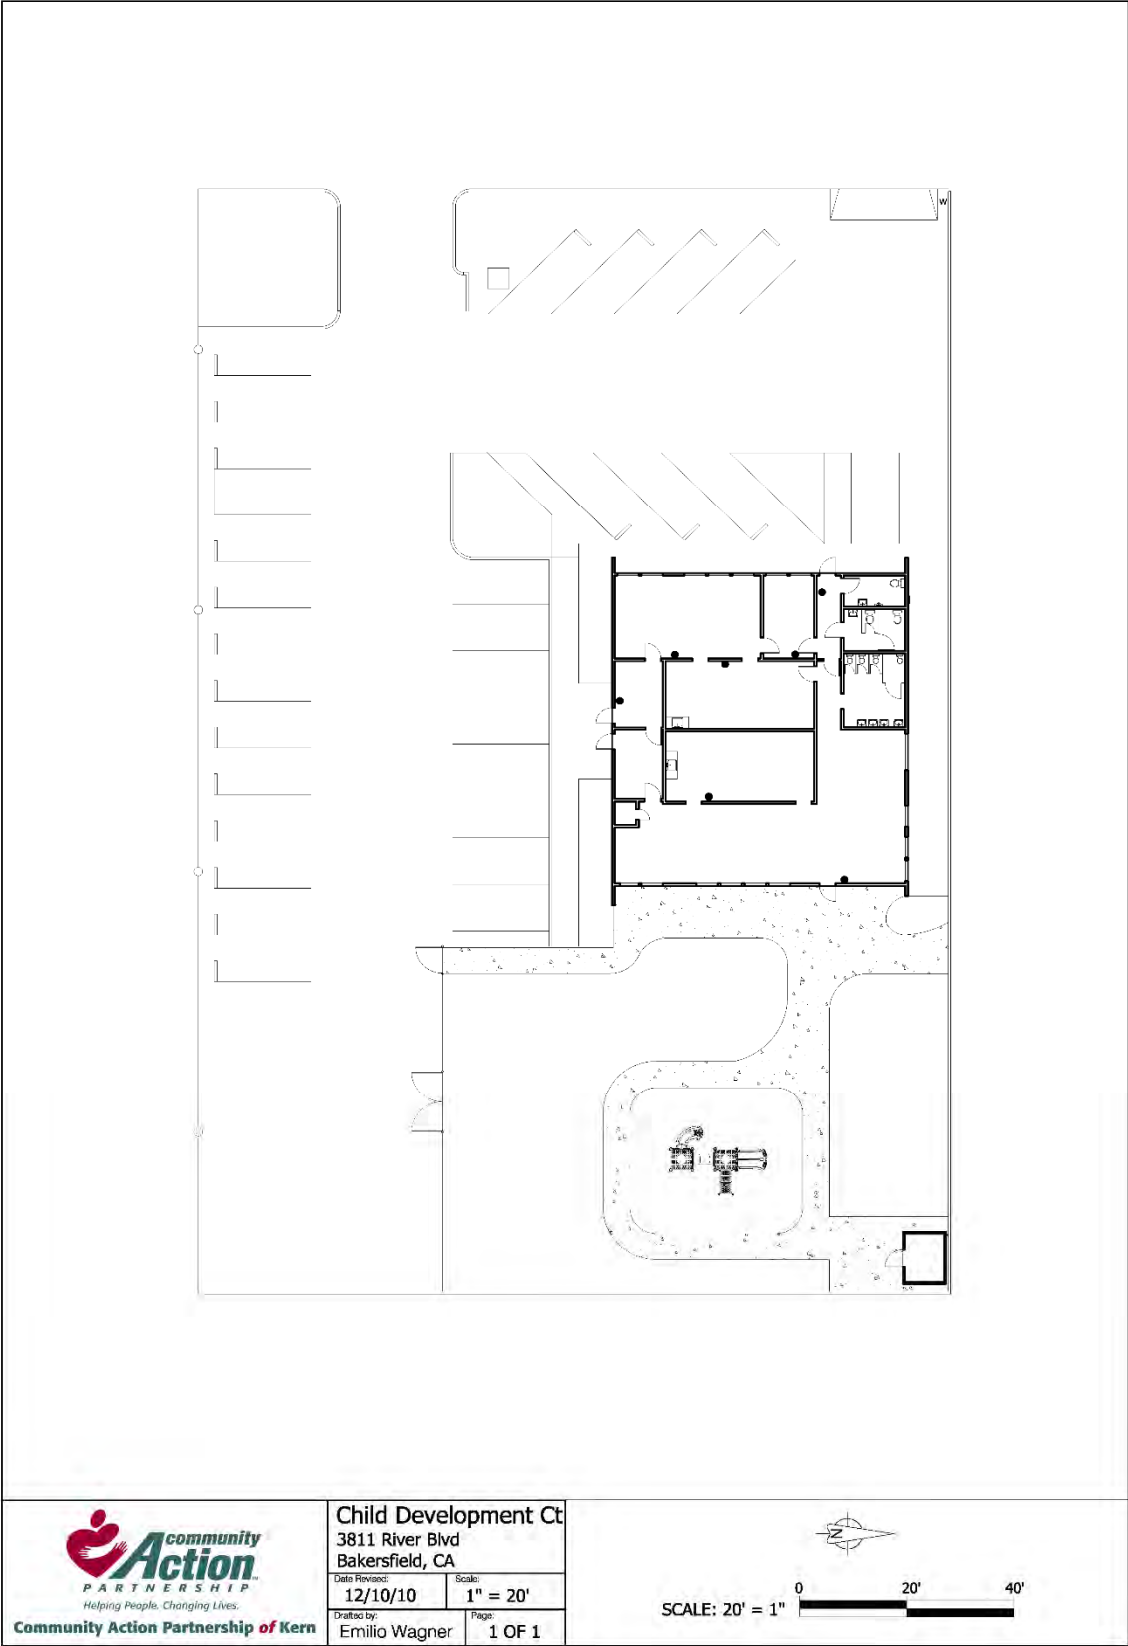 W
community
Action
PARTNERSHIP
Helping People. Changing Lives.
Community Action Partnership of Kern
Child Development Ct
3811 River Blvd
Bakersfield, CA
Date Revised:
12/10/10
Scale:
1" = 20'
Drafted by:
Emilio Wagner
Page:
1 OF 1
N
0 20' 40'
SCALE: 20' = 1"